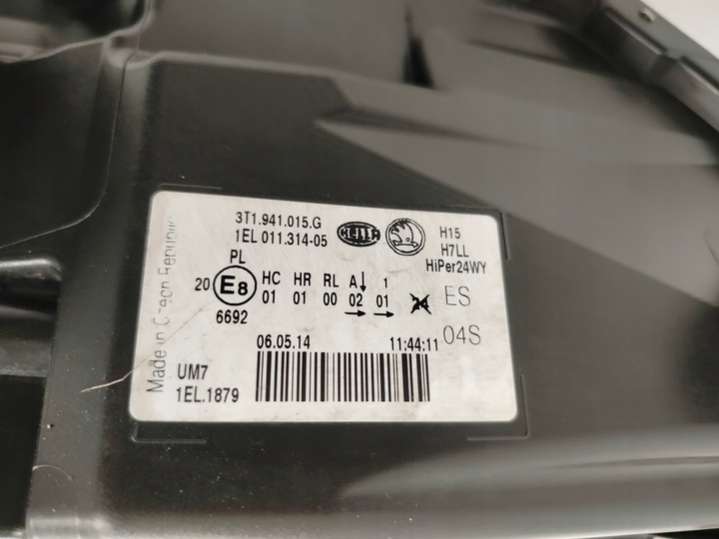 3T1.941.015.G
1EL 011.314-05
HELLA
H15
H7LL
HiPer24WY
PL
20 E8 HC HR RL A↓ 1
01 01 00 02 01
24
ES
6692
06.05.14 11:44:11
04S
UM7
1EL.1879
Made in Czech Republic